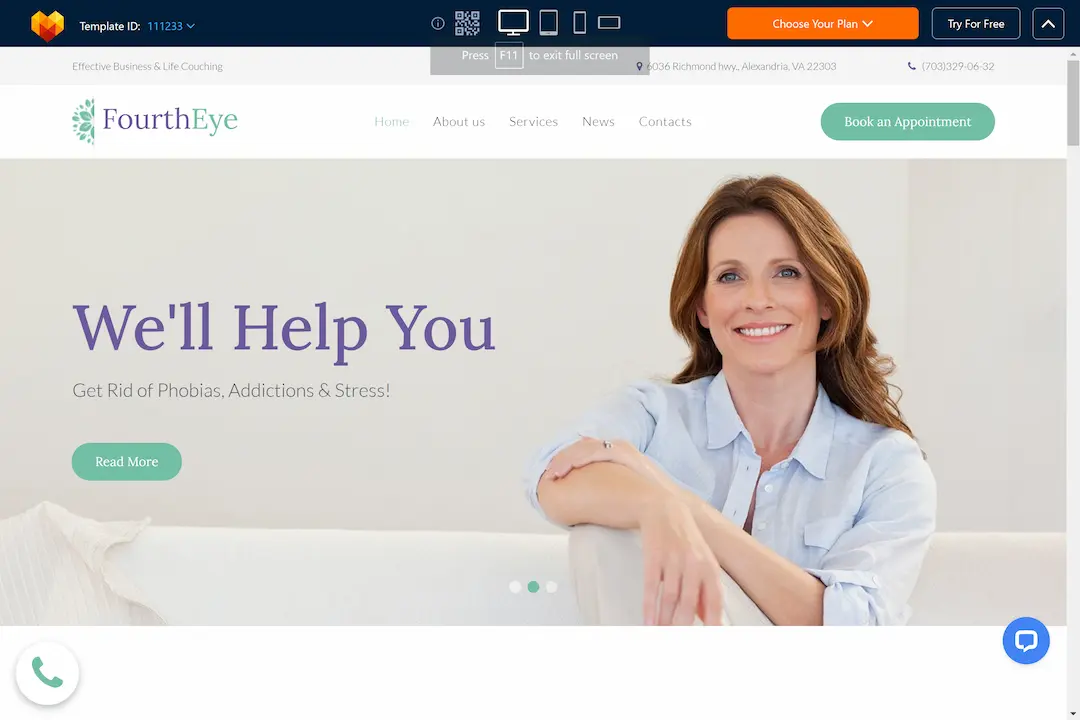 Template ID: 111233
Choose Your Plan
Try For Free
Press F11 to exit full screen
Effective Business & Life Couching
6036 Richmond hwy., Alexandria, VA 22303
(703)329-06-32
FourthEye
Home About us Services News Contacts
Book an Appointment
We'll Help You
Get Rid of Phobias, Addictions & Stress!
Read More